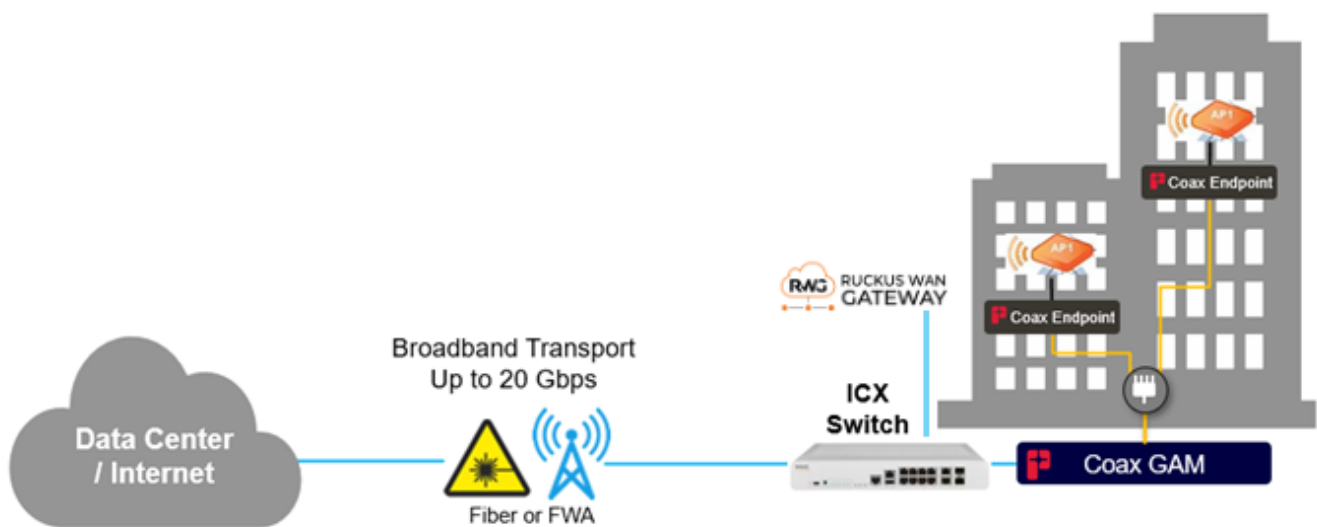 Data Center
/ Internet
Broadband Transport
Up to 20 Gbps
Fiber or FWA
RWG RUCKUS WAN
GATEWAY
ICX
Switch
AP1
Coax Endpoint
AP1
Coax Endpoint
Coax GAM